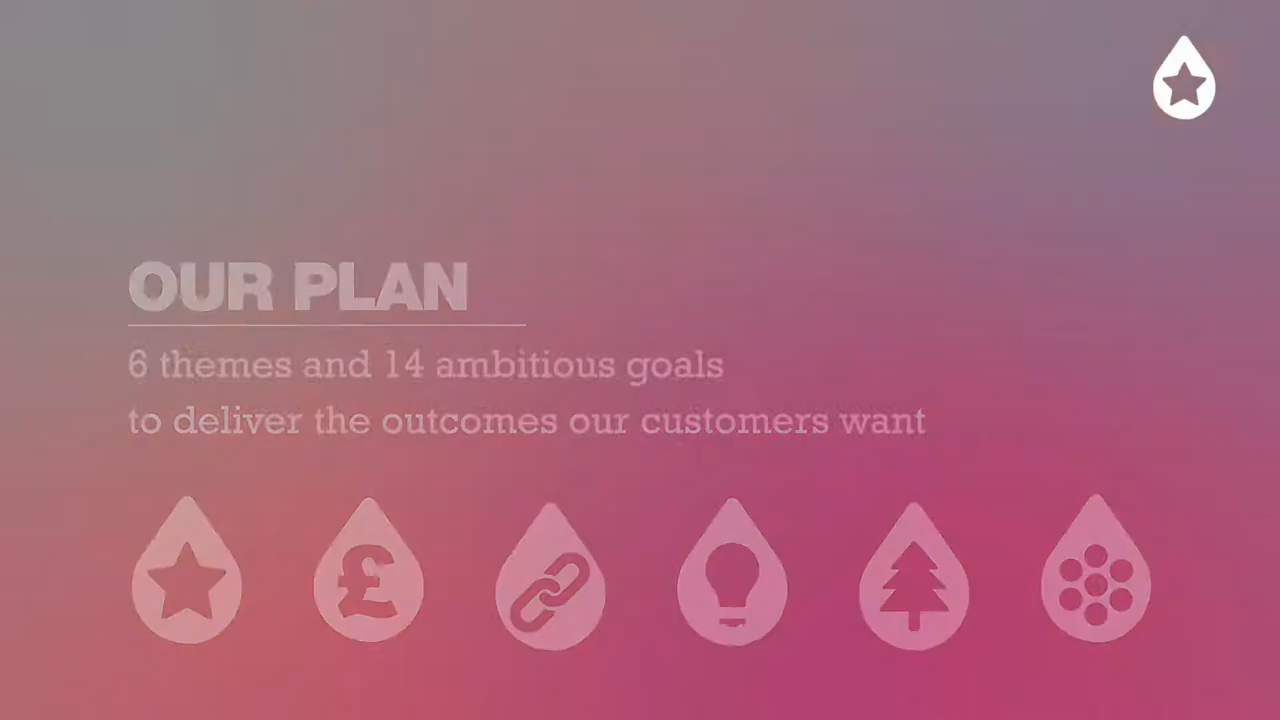 OUR PLAN
6 themes and 14 ambitious goals
to deliver the outcomes our customers want
£